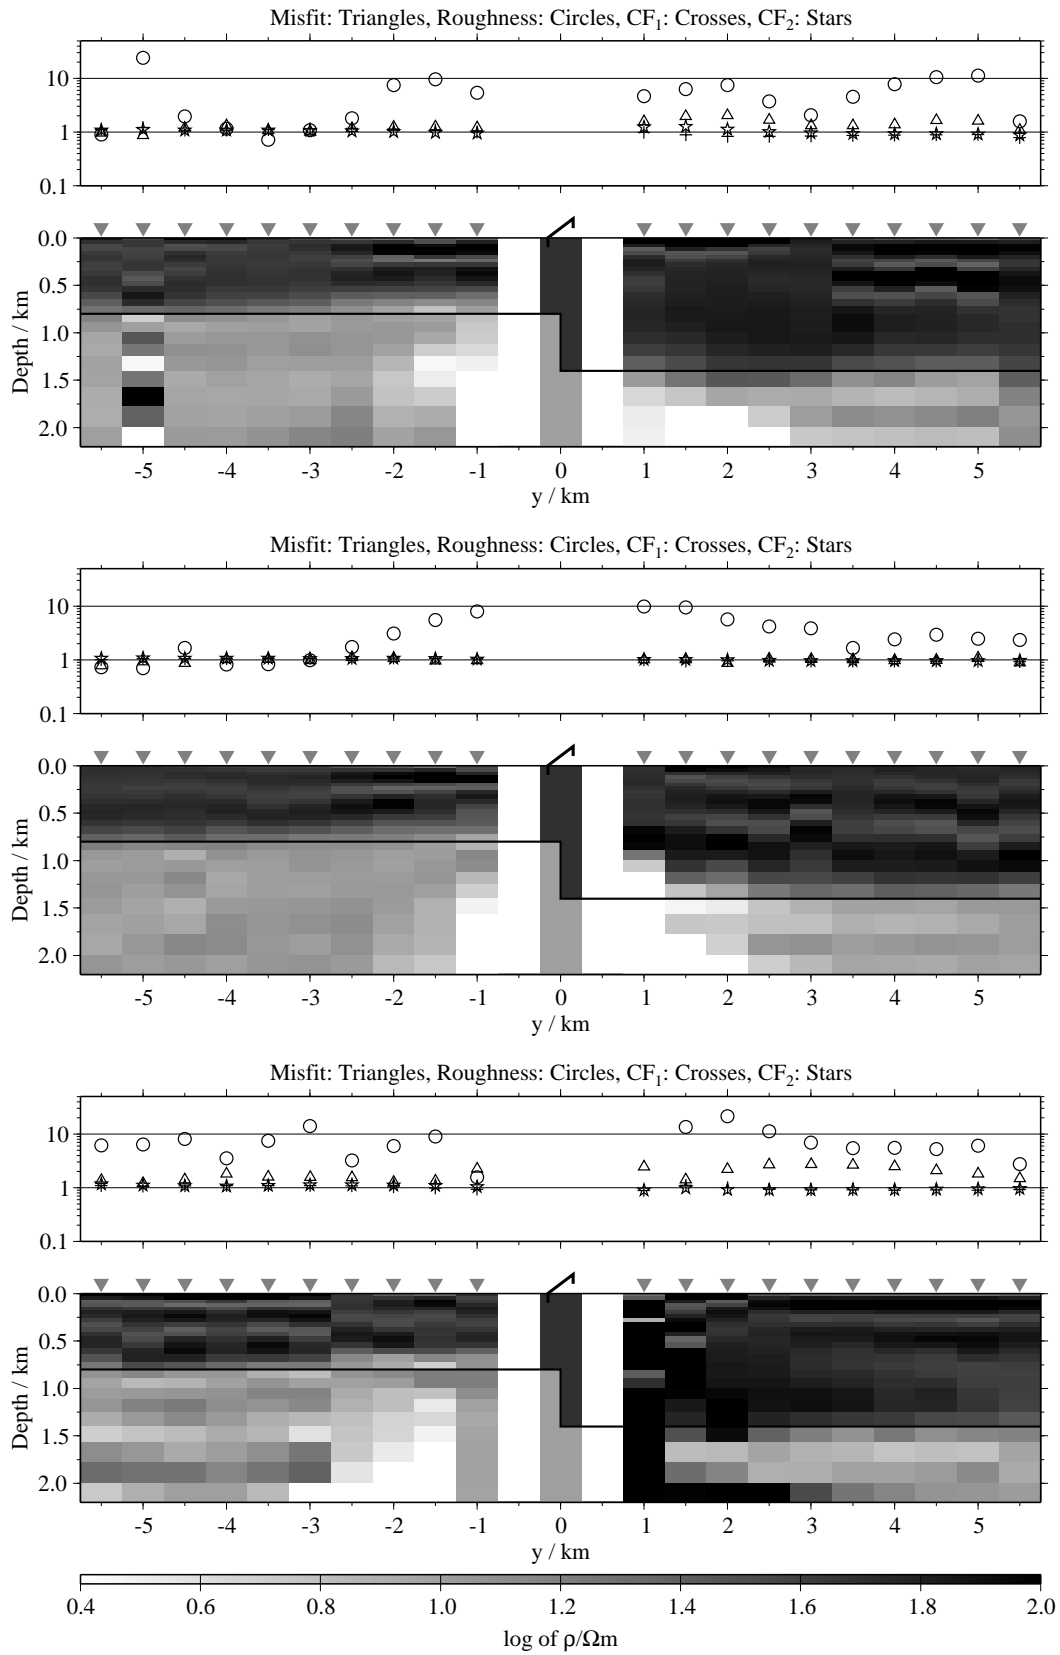 Misfit: Triangles, Roughness: Circles, CF1: Crosses, CF2: Stars
10
1
0.1
0.0
0.5
1.0
1.5
2.0
Depth / km
-5 -4 -3 -2 -1 0 1 2 3 4 5
y / km
Misfit: Triangles, Roughness: Circles, CF1: Crosses, CF2: Stars
10
1
0.1
0.0
0.5
1.0
1.5
2.0
Depth / km
-5 -4 -3 -2 -1 0 1 2 3 4 5
y / km
Misfit: Triangles, Roughness: Circles, CF1: Crosses, CF2: Stars
10
1
0.1
0.0
0.5
1.0
1.5
2.0
Depth / km
-5 -4 -3 -2 -1 0 1 2 3 4 5
y / km
0.4 0.6 0.8 1.0 1.2 1.4 1.6 1.8 2.0
log of ρ/Ωm